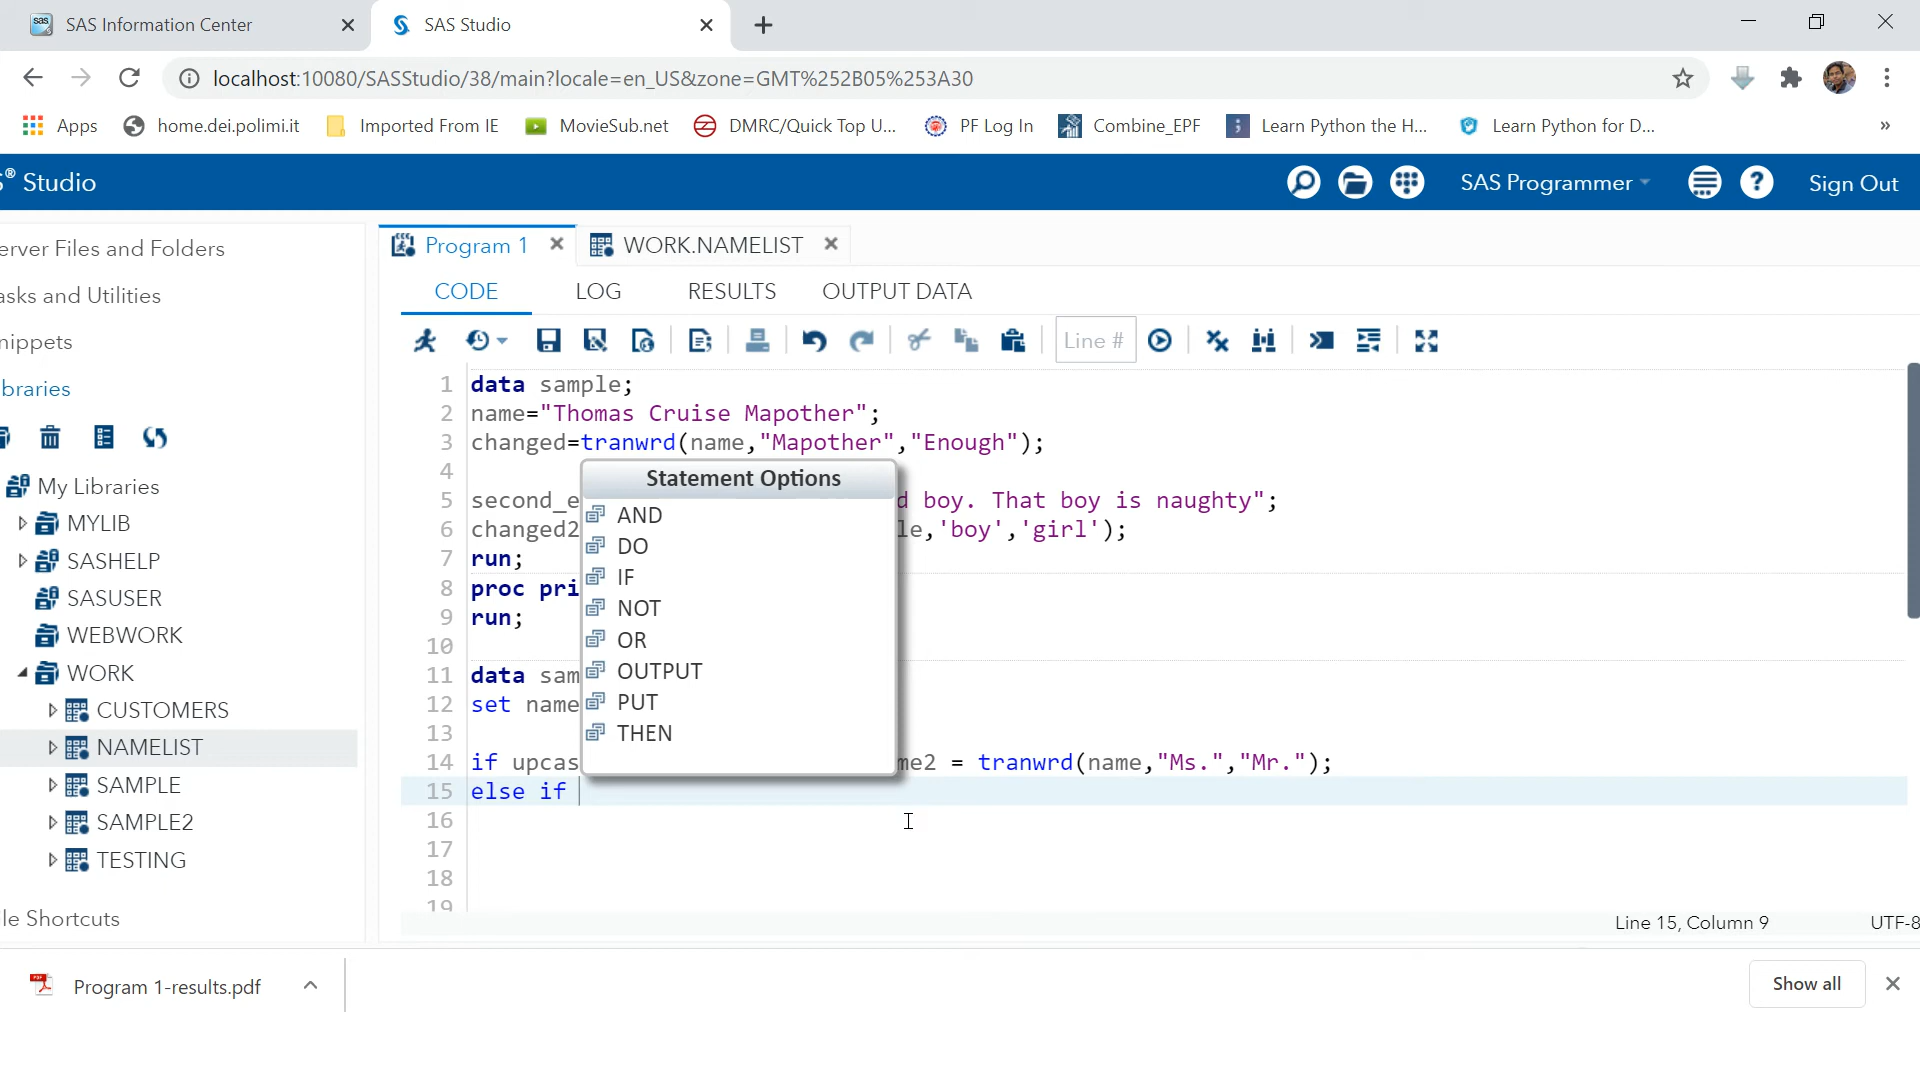 SAS Information Center
SAS Studio
localhost:10080/SASStudio/38/main?locale=en_US&zone=GMT%252B05%253A30
Apps
home.dei.polimi.it
Imported From IE
MovieSub.net
DMRC/Quick Top U...
PF Log In
Combine_EPF
Learn Python the H...
Learn Python for D...
»
® Studio
SAS Programmer
Sign Out
erver Files and Folders
asks and Utilities
nippets
braries
My Libraries
MYLIB
SASHELP
SASUSER
WEBWORK
WORK
CUSTOMERS
NAMELIST
SAMPLE
SAMPLE2
TESTING
le Shortcuts
Program 1
WORK.NAMELIST
CODE LOG RESULTS OUTPUT DATA
Line #
1 data sample;
2 name="Thomas Cruise Mapother";
3 changed=tranwrd(name,"Mapother","Enough");
4
5 second_e d boy. That boy is naughty";
6 changed2 le,'boy','girl');
7 run;
8 proc pri
9 run;
10
11 data sam
12 set name
13
14 if upcas me2 = tranwrd(name,"Ms.","Mr.");
15 else if
16
17
18
19
Statement Options
AND
DO
IF
NOT
OR
OUTPUT
PUT
THEN
Line 15, Column 9
UTF-8
Program 1-results.pdf
Show all